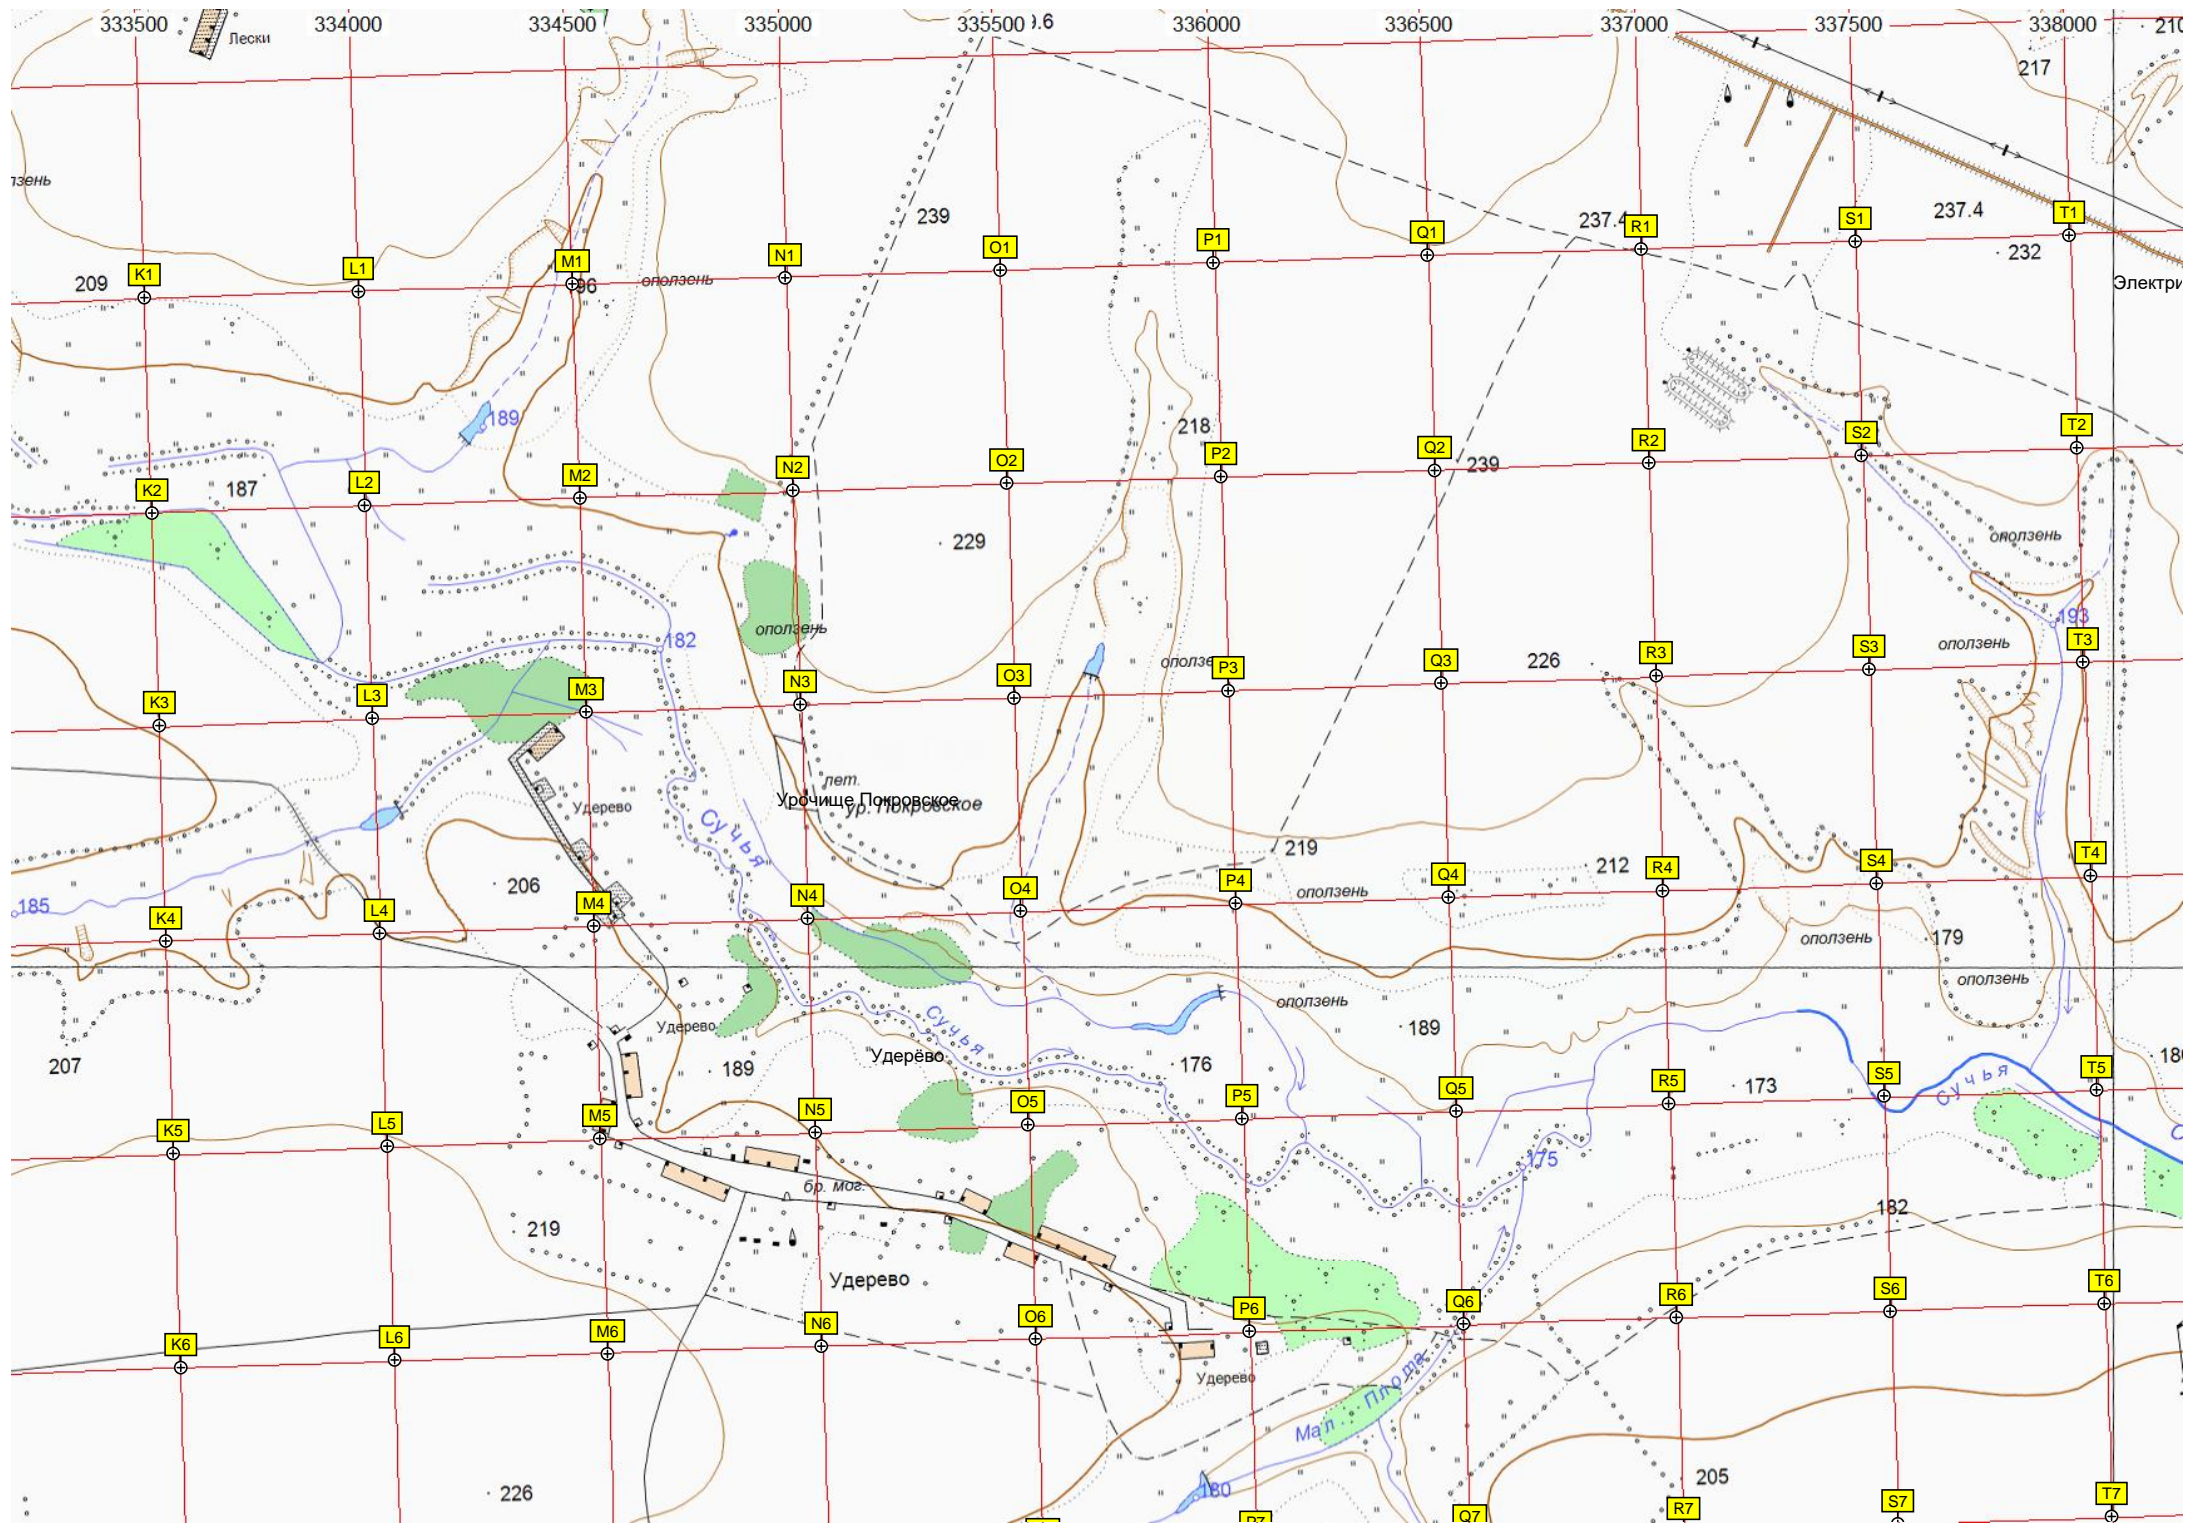 333500 334000 334500 335000 335500 336000 336500 337000 337500 338000
Лески
217
239
237.4
237.4
232
Электри
209
K1 L1 M1 N1 O1 P1 Q1 R1 S1 T1
оползень
189
218
239
187
K2 L2 M2 N2 O2 P2 Q2 R2 S2 T2
229
оползень
193
182
оползень
226
оползень
K3 L3 M3 N3 O3 P3 Q3 R3 S3 T3
лет.
Урочище Покровское
ур. Покровское
Удерево
Сучья
219
212
оползень
206
185
K4 L4 M4 N4 O4 P4 Q4 R4 S4 T4
оползень
179
оползень
оползень
189
Удерево
Сучья
Удерёво
207
189
176
173
Сучья
K5 L5 M5 N5 O5 P5 Q5 R5 S5 T5
175
бр. мог.
182
219
Удерево
K6 L6 M6 N6 O6 P6 Q6 R6 S6 T6
Удерево
Мал. Плота
205
226
180
P7 Q7 R7 S7 T7